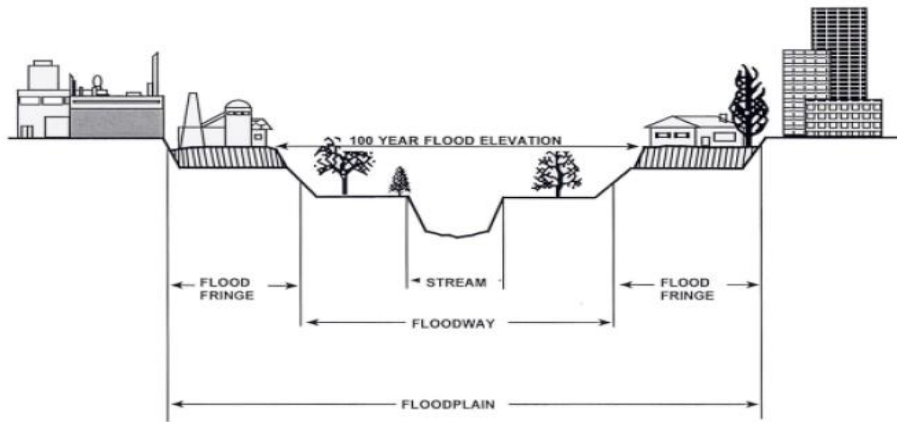 100 YEAR FLOOD ELEVATION
FLOOD
FRINGE
STREAM
FLOOD
FRINGE
FLOODWAY
FLOODPLAIN